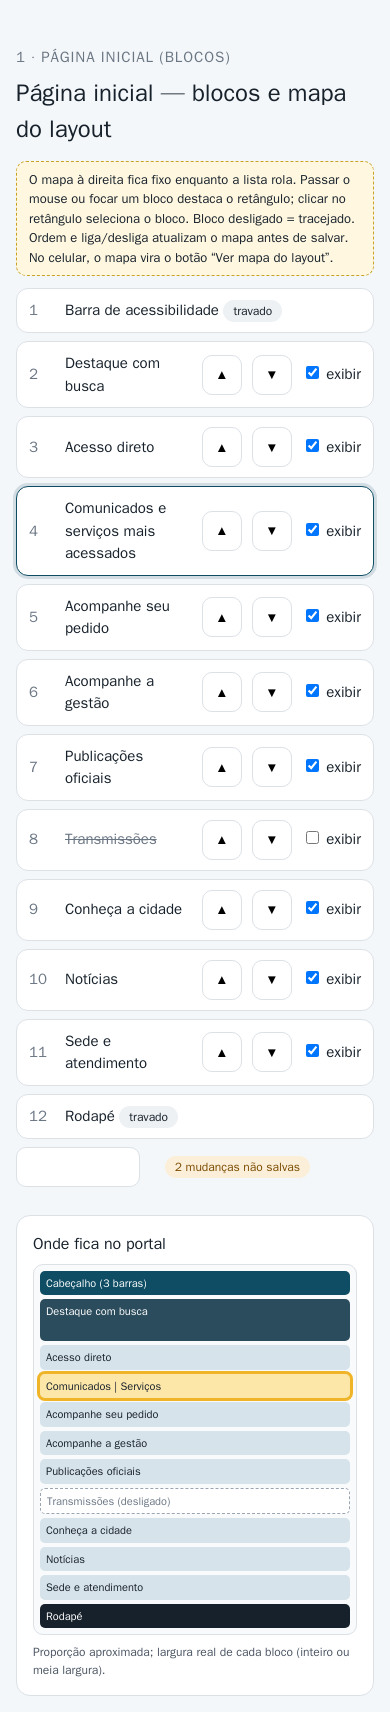 1 · PÁGINA INICIAL (BLOCOS)
Página inicial — blocos e mapa
do layout
O mapa à direita fica fixo enquanto a lista rola. Passar o
mouse ou focar um bloco destaca o retângulo; clicar no
retângulo seleciona o bloco. Bloco desligado = tracejado.
Ordem e liga/desliga atualizam o mapa antes de salvar.
No celular, o mapa vira o botão "Ver mapa do layout".
1 Barra de acessibilidade travado
2 Destaque com
busca ▲ ▼ exibir
3 Acesso direto ▲ ▼ exibir
4 Comunicados e
serviços mais
acessados ▲ ▼ exibir
5 Acompanhe seu
pedido ▲ ▼ exibir
6 Acompanhe a
gestão ▲ ▼ exibir
7 Publicações
oficiais ▲ ▼ exibir
8 Transmissões ▲ ▼ exibir
9 Conheça a cidade ▲ ▼ exibir
10 Notícias ▲ ▼ exibir
11 Sede e
atendimento ▲ ▼ exibir
12 Rodapé travado
2 mudanças não salvas
Onde fica no portal
Cabeçalho (3 barras)
Destaque com busca
Acesso direto
Comunicados | Serviços
Acompanhe seu pedido
Acompanhe a gestão
Publicações oficiais
Transmissões (desligado)
Conheça a cidade
Notícias
Sede e atendimento
Rodapé
Proporção aproximada; largura real de cada bloco (inteiro ou
meia largura).